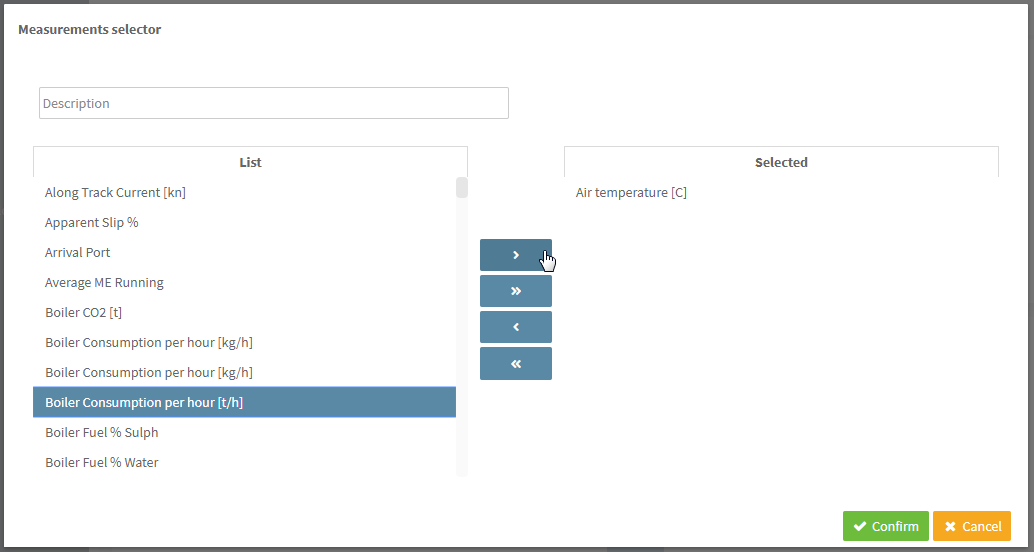 Measurements selector
Description
List
Along Track Current [kn]
Apparent Slip %
Arrival Port
Average ME Running
Boiler CO2 [t]
Boiler Consumption per hour [kg/h]
Boiler Consumption per hour [kg/h]
Boiler Consumption per hour [t/h]
Boiler Fuel % Sulph
Boiler Fuel % Water
>
»
<
«
Selected
Air temperature [C]
Confirm
Cancel